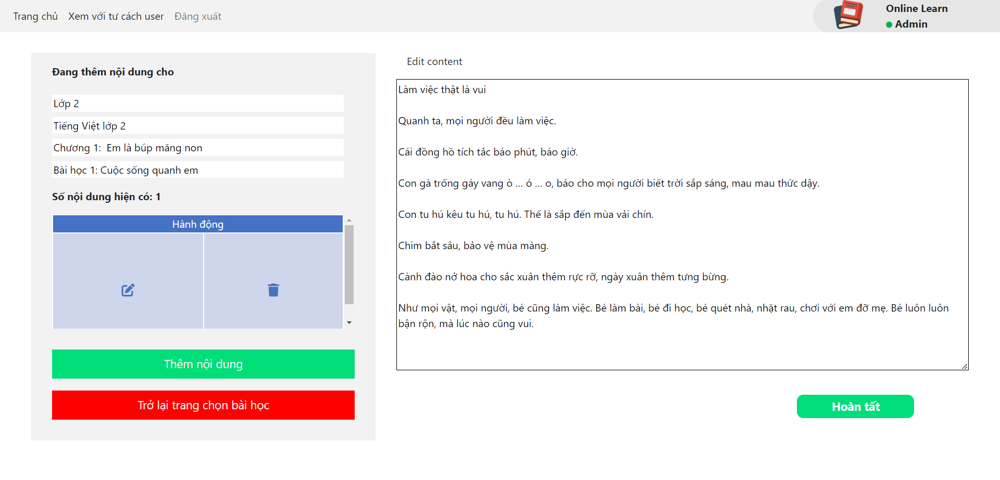 Trang chủ Xem với tư cách user Đăng xuất
Online Learn
Admin
Đang thêm nội dung cho
Lớp 2
Tiếng Việt lớp 2
Chương 1:  Em là búp măng non
Bài học 1: Cuộc sống quanh em
Số nội dung hiện có: 1
Hành động
Thêm nội dung
Trở lại trang chọn bài học
Edit content
Làm việc thật là vui
Quanh ta, mọi người đều làm việc.
Cái đồng hồ tích tắc báo phút, báo giờ.
Con gà trống gáy vang ò ... ó ... o, báo cho mọi người biết trời sắp sáng, mau mau thức dậy.
Con tu hú kêu tu hú, tu hú. Thế là sắp đến mùa vải chín.
Chim bắt sâu, bảo vệ mùa màng.
Cành đào nở hoa cho sắc xuân thêm rực rỡ, ngày xuân thêm tưng bừng.
Như mọi vật, mọi người, bé cũng làm việc. Bé làm bài, bé đi học, bé quét nhà, nhặt rau, chơi với em đỡ mẹ. Bé luôn luôn
bận rộn, mà lúc nào cũng vui.
Hoàn tất